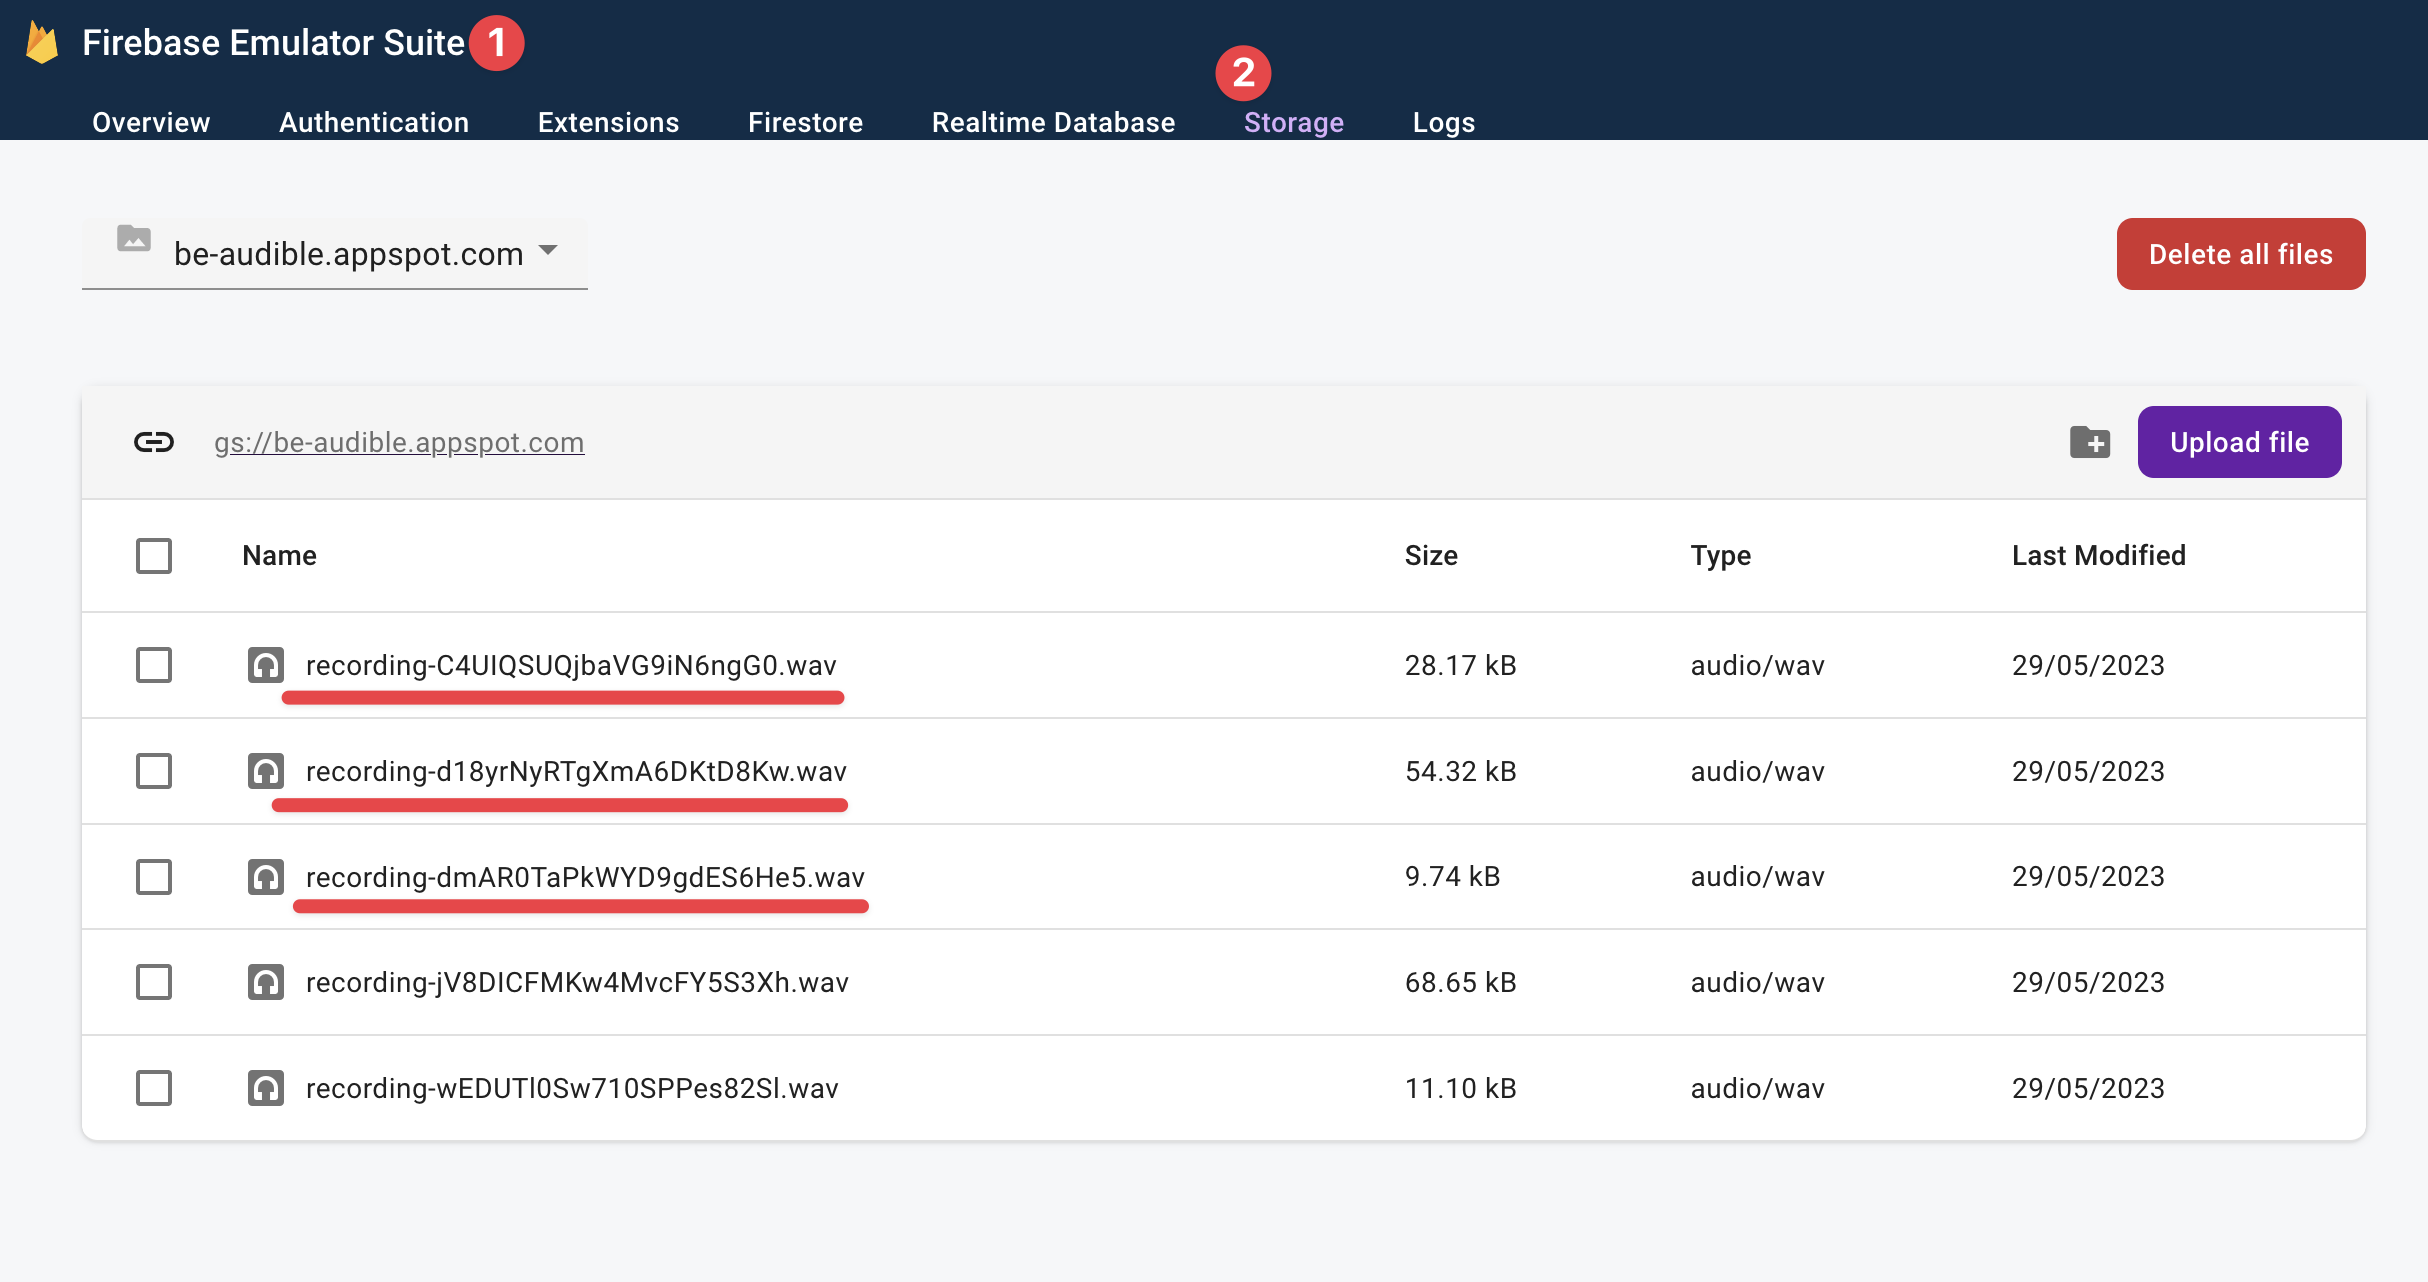 Firebase Emulator Suite 1
2
Overview Authentication Extensions Firestore Realtime Database Storage Logs
be-audible.appspot.com
Delete all files
gs://be-audible.appspot.com
Upload file
Name Size Type Last Modified
recording-C4UIQSUQjbaVG9iN6ngG0.wav 28.17 kB audio/wav 29/05/2023
recording-d18yrNyRTgXmA6DKtD8Kw.wav 54.32 kB audio/wav 29/05/2023
recording-dmAR0TaPkWYD9gdES6He5.wav 9.74 kB audio/wav 29/05/2023
recording-jV8DICFMKw4MvcFY5S3Xh.wav 68.65 kB audio/wav 29/05/2023
recording-wEDUTl0Sw710SPPes82Sl.wav 11.10 kB audio/wav 29/05/2023